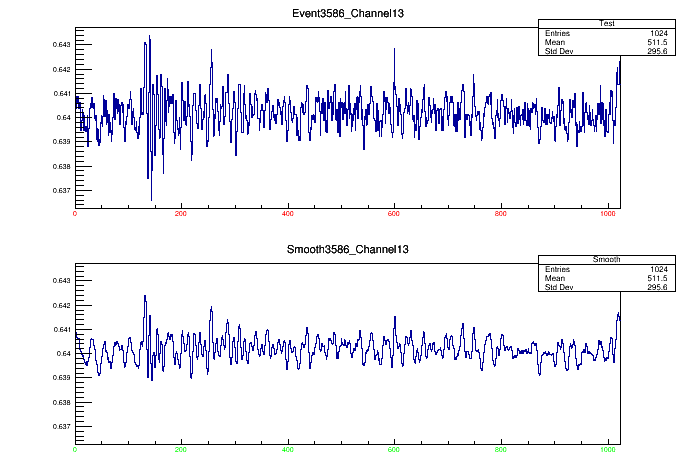 Event3586_Channel13
Test
Entries 1024
Mean 511.5
Std Dev 295.6
0.643
0.642
0.641
0.64
0.639
0.638
0.637
0 200 400 600 800 1000
Smooth3586_Channel13
Smooth
Entries 1024
Mean 511.5
Std Dev 295.6
0.643
0.642
0.641
0.64
0.639
0.638
0.637
0 200 400 600 800 1000